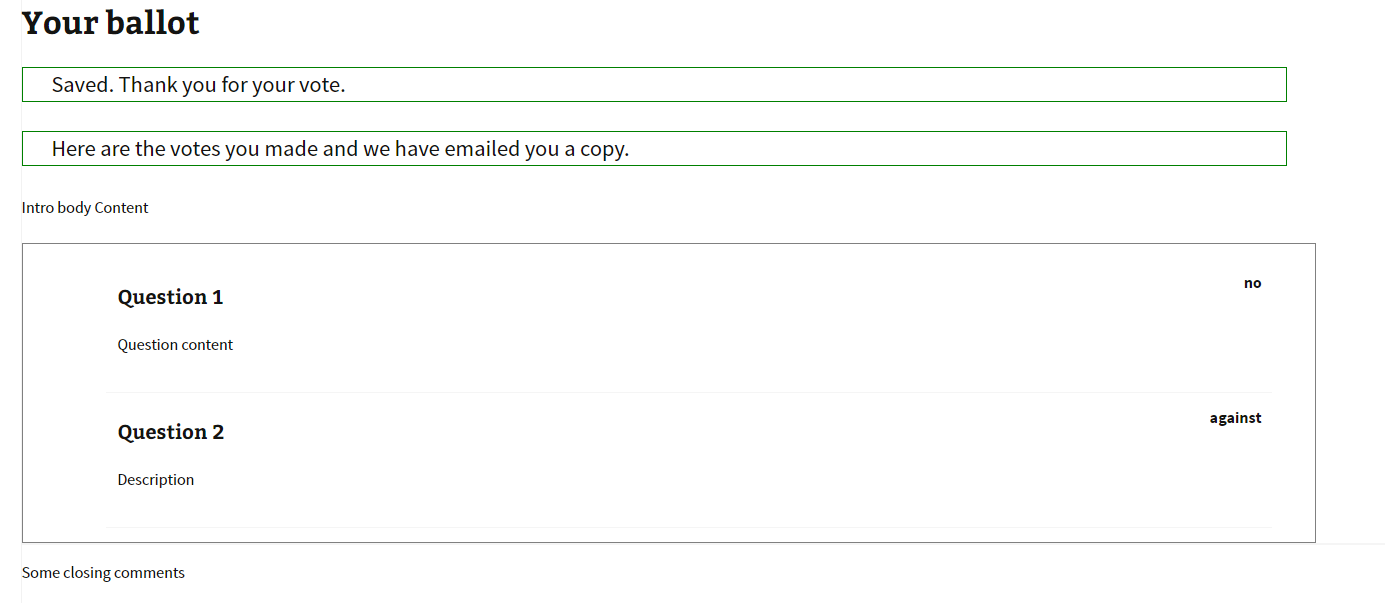 Your ballot
Saved. Thank you for your vote.
Here are the votes you made and we have emailed you a copy.
Intro body Content
no
Question 1
Question content
against
Question 2
Description
Some closing comments